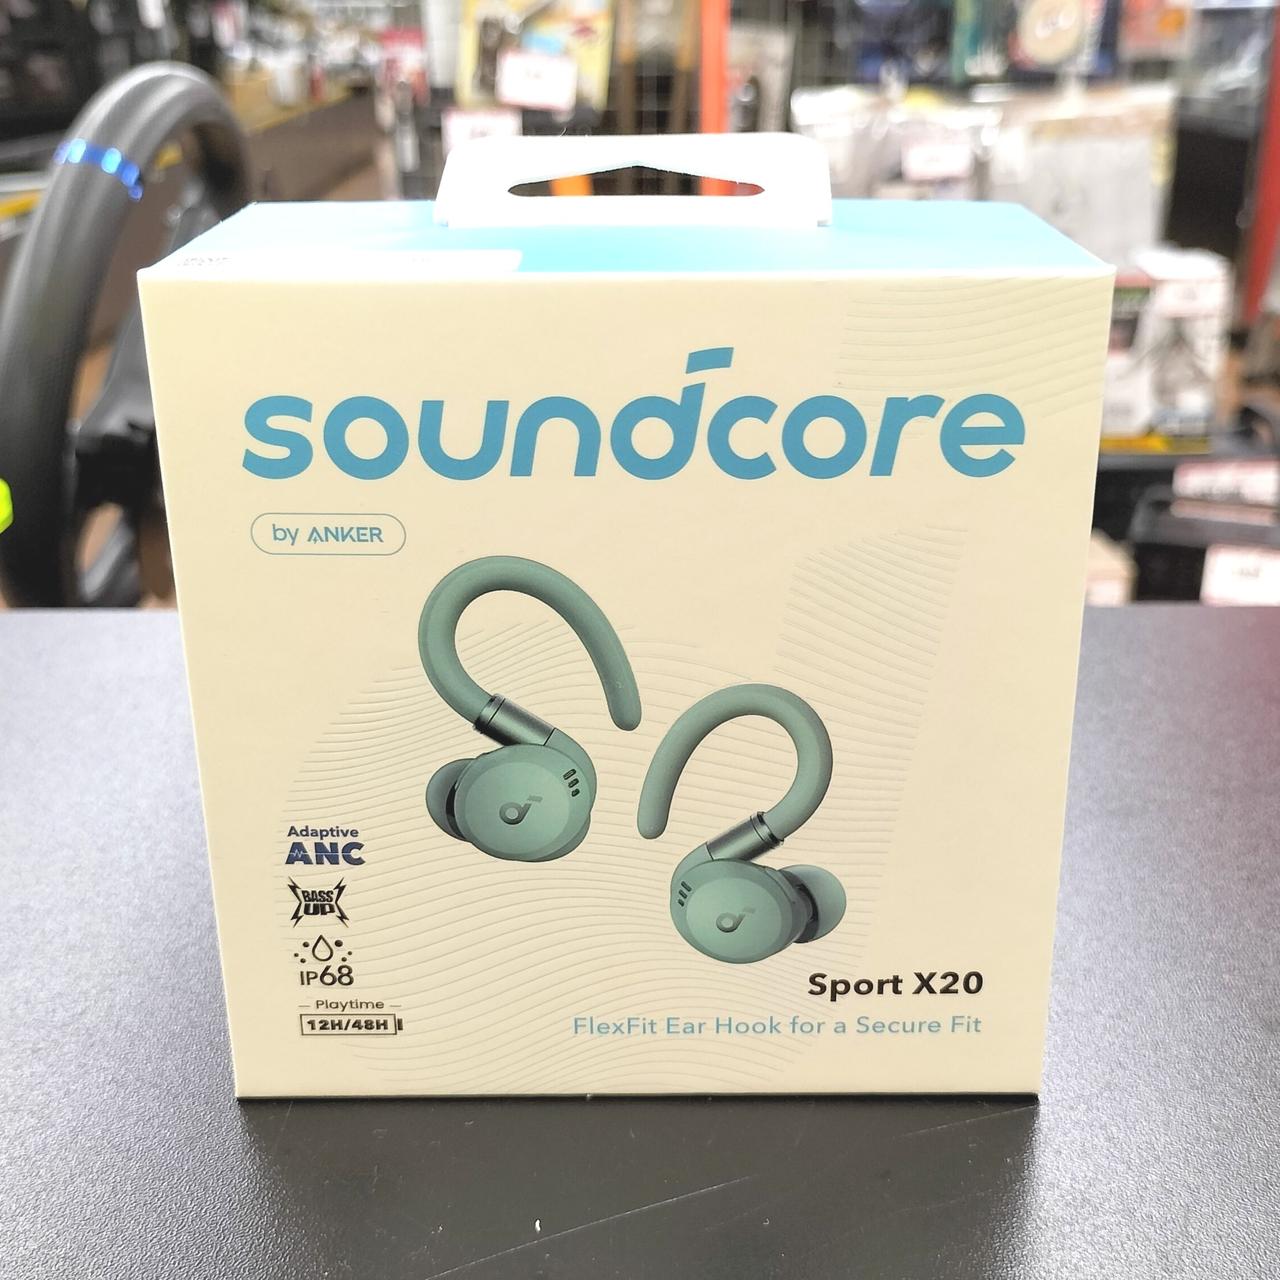 soundcore
by ANKER
Adaptive
ANC
BASS
UP
IP68
Playtime
12H/48H
Sport X20
FlexFit Ear Hook for a Secure Fit